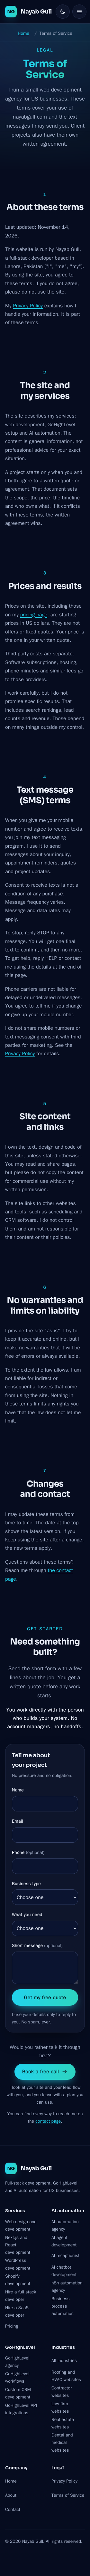 NG Nayab Gull
Home / Terms of Service
LEGAL
Terms of
Service
I run a small web development
agency for US businesses. These
terms cover your use of
nayabgull.com and the text
messages I send you. Client
projects also have their own
written agreement.
1
About these terms
Last updated: November 14,
2026.
This website is run by Nayab Gull,
a full-stack developer based in
Lahore, Pakistan ("I", "me", "my").
By using the site, you agree to
these terms. If you do not agree,
please do not use the site.
My Privacy Policy explains how I
handle your information. It is part
of these terms.
2
The site and
my services
The site describes my services:
web development, GoHighLevel
setup and AI automation. The
content is general information, not
professional advice for your exact
situation.
A project starts only when you and
I agree to a written agreement.
That document sets the scope, the
price, the timeline and who owns
what. If it conflicts with these
terms, the written agreement wins.
3
Prices and results
Prices on the site, including those
on my pricing page, are starting
prices in US dollars. They are not
offers or fixed quotes. Your price is
the one in your written quote.
Third-party costs are separate.
Software subscriptions, hosting,
phone and similar fees go directly
to those providers.
I work carefully, but I do not
promise specific results. That
includes search rankings, lead
counts and revenue. Those depend
on many things outside my control.
4
Text message
(SMS) terms
When you give me your mobile
number and agree to receive texts,
you join my text messaging
program. I use it to send
appointment reminders, quotes
and project updates.
Consent to receive texts is not a
condition of any purchase.
Message frequency varies.
Message and data rates may
apply.
To stop, reply STOP to any
message. You will get one final
text to confirm, and then no more.
To get help, reply HELP or contact
me using the details at the end of
this page.
Phone carriers are not liable for
delayed or undelivered messages.
You agree to use only a number
that is yours, and to tell me if you
change it.
I do not share mobile numbers or
text messaging consent with third
parties for marketing. See the
Privacy Policy for details.
5
Site content
and links
I own the text, design and code of
this site, unless stated otherwise.
You may read and share links to
the pages. Please do not copy the
content for commercial use
without my permission.
The site links to other websites
and tools, such as booking and
CRM software. I do not control
them and am not responsible for
their content or their policies.
6
No warranties and
limits on liability
I provide the site "as is". I try to
keep it accurate and working, but I
do not promise that it will be free
of errors or always available.
To the extent the law allows, I am
not liable for indirect or
consequential losses that come
from using the site. Nothing in
these terms limits any rights you
have that the law does not let me
limit.
7
Changes
and contact
I may update these terms from
time to time. The date at the top
shows the latest version. If you
keep using the site after a change,
the new terms apply.
Questions about these terms?
Reach me through the contact
page.
GET STARTED
Need something
built?
Send the short form with a few
details about the job. You get a
written quote before any work
starts.
You work directly with the person
who builds your system. No
account managers, no handoffs.
Tell me about
your project
No pressure and no obligation.
Name
Email
Phone (optional)
Business type
Choose one
What you need
Choose one
Short message (optional)
Get my free quote
I use your details only to reply to
you. No spam, ever.
Would you rather talk it through
first?
Book a free call →
I look at your site and your lead flow
with you, and you leave with a plan you
can use.
You can find every way to reach me on
the contact page.
NG Nayab Gull
Full-stack development, GoHighLevel
and AI automation for US businesses.
Services
Web design and
development
Next.js and
React
development
WordPress
development
Shopify
development
Hire a full stack
developer
Hire a SaaS
developer
Pricing
AI automation
AI automation
agency
AI agent
development
AI receptionist
AI chatbot
development
n8n automation
agency
Business
process
automation
GoHighLevel
GoHighLevel
agency
GoHighLevel
workflows
Custom CRM
development
GoHighLevel API
integrations
Industries
All industries
Roofing and
HVAC websites
Contractor
websites
Law firm
websites
Real estate
websites
Dental and
medical
websites
Company
Home
About
Contact
Legal
Privacy Policy
Terms of Service
© 2026 Nayab Gull. All rights reserved.